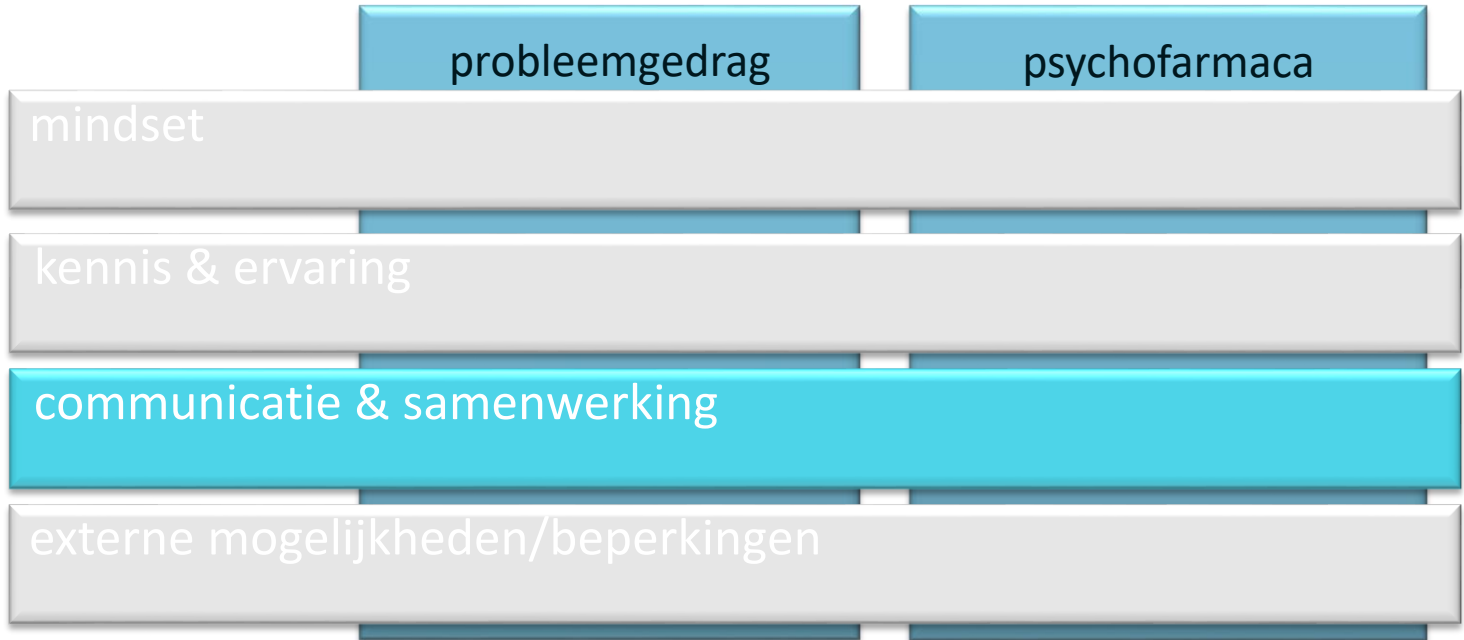 probleemgedrag
psychofarmaca
mindset
kennis & ervaring
communicatie & samenwerking
externe mogelijkheden/beperkingen